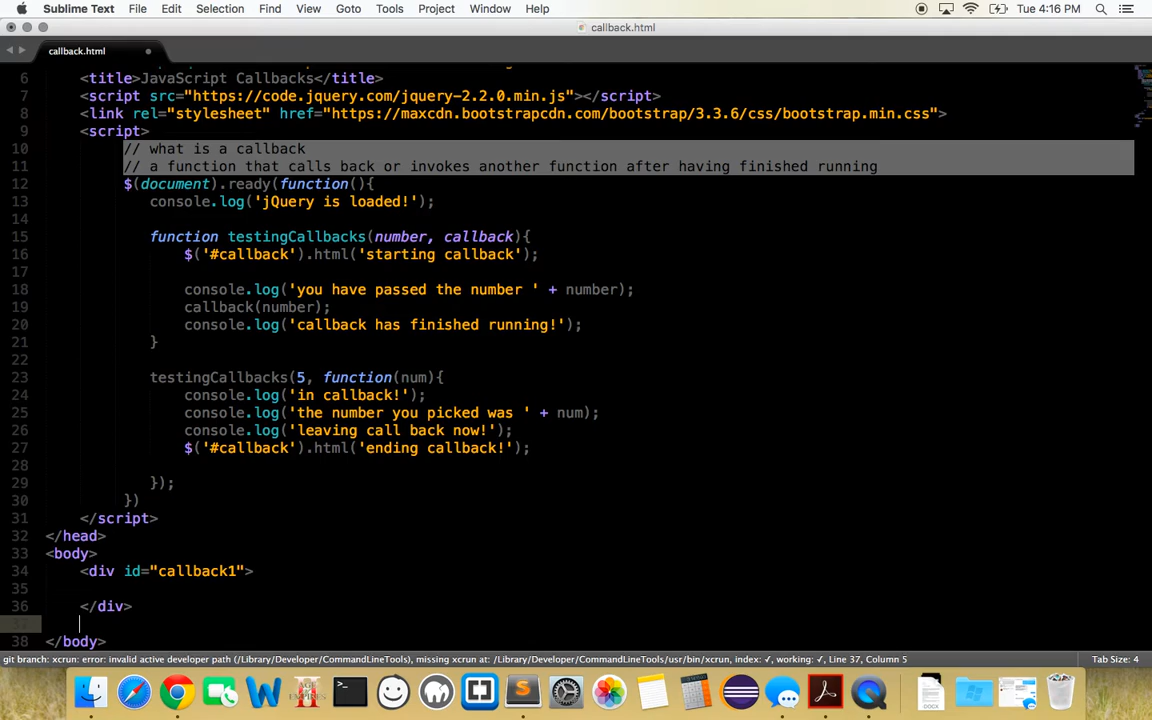 Sublime Text File Edit Selection Find View Goto Tools Project Window Help Tue 4:16 PM
callback.html
callback.html
6 <title>JavaScript Callbacks</title>
7 <script src="https://code.jquery.com/jquery-2.2.0.min.js"></script>
8 <link rel="stylesheet" href="https://maxcdn.bootstrapcdn.com/bootstrap/3.3.6/css/bootstrap.min.css">
9 <script>
10 // what is a callback
11 // a function that calls back or invokes another function after having finished running
12 $(document).ready(function(){
13 console.log('jQuery is loaded!');
14
15 function testingCallbacks(number, callback){
16 $('#callback').html('starting callback');
17
18 console.log('you have passed the number ' + number);
19 callback(number);
20 console.log('callback has finished running!');
21 }
22
23 testingCallbacks(5, function(num){
24 console.log('in callback!');
25 console.log('the number you picked was ' + num);
26 console.log('leaving call back now!');
27 $('#callback').html('ending callback!');
28
29 });
30 })
31 </script>
32 </head>
33 <body>
34 <div id="callback1">
35
36 </div>
37
38 </body>
git branch: xcrun: error: invalid active developer path (/Library/Developer/CommandLineTools), missing xcrun at: /Library/Developer/CommandLineTools/usr/bin/xcrun, index: ✓, working: ✓, Line 37, Column 5 Tab Size: 4